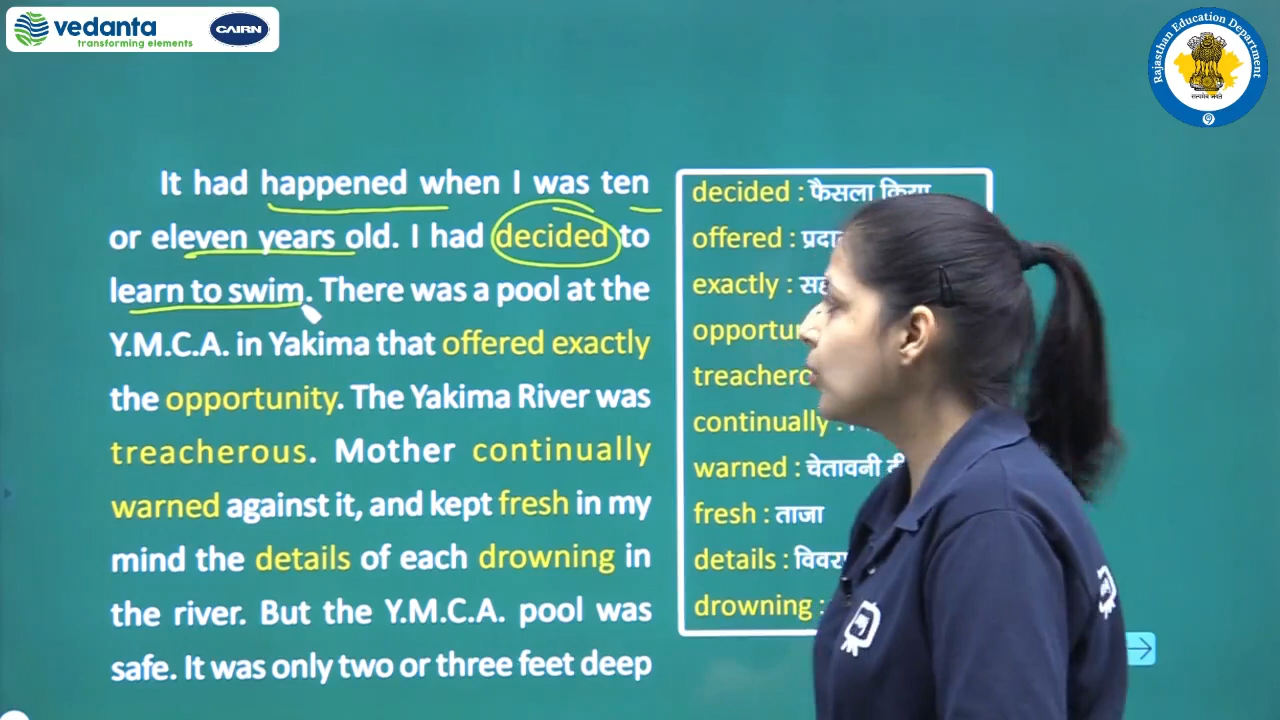 vedanta
transforming elements
CAIRN
Rajasthan Education Department
सत्यमेव जयते
It had happened when I was ten
or eleven years old. I had decided to
learn to swim. There was a pool at the
Y.M.C.A. in Yakima that offered exactly
the opportunity. The Yakima River was
treacherous. Mother continually
warned against it, and kept fresh in my
mind the details of each drowning in
the river. But the Y.M.C.A. pool was
safe. It was only two or three feet deep
decided : फैसला किया
offered :
exactly :
continually :
warned : चेतावनी
fresh : ताजा
details :
drowning :